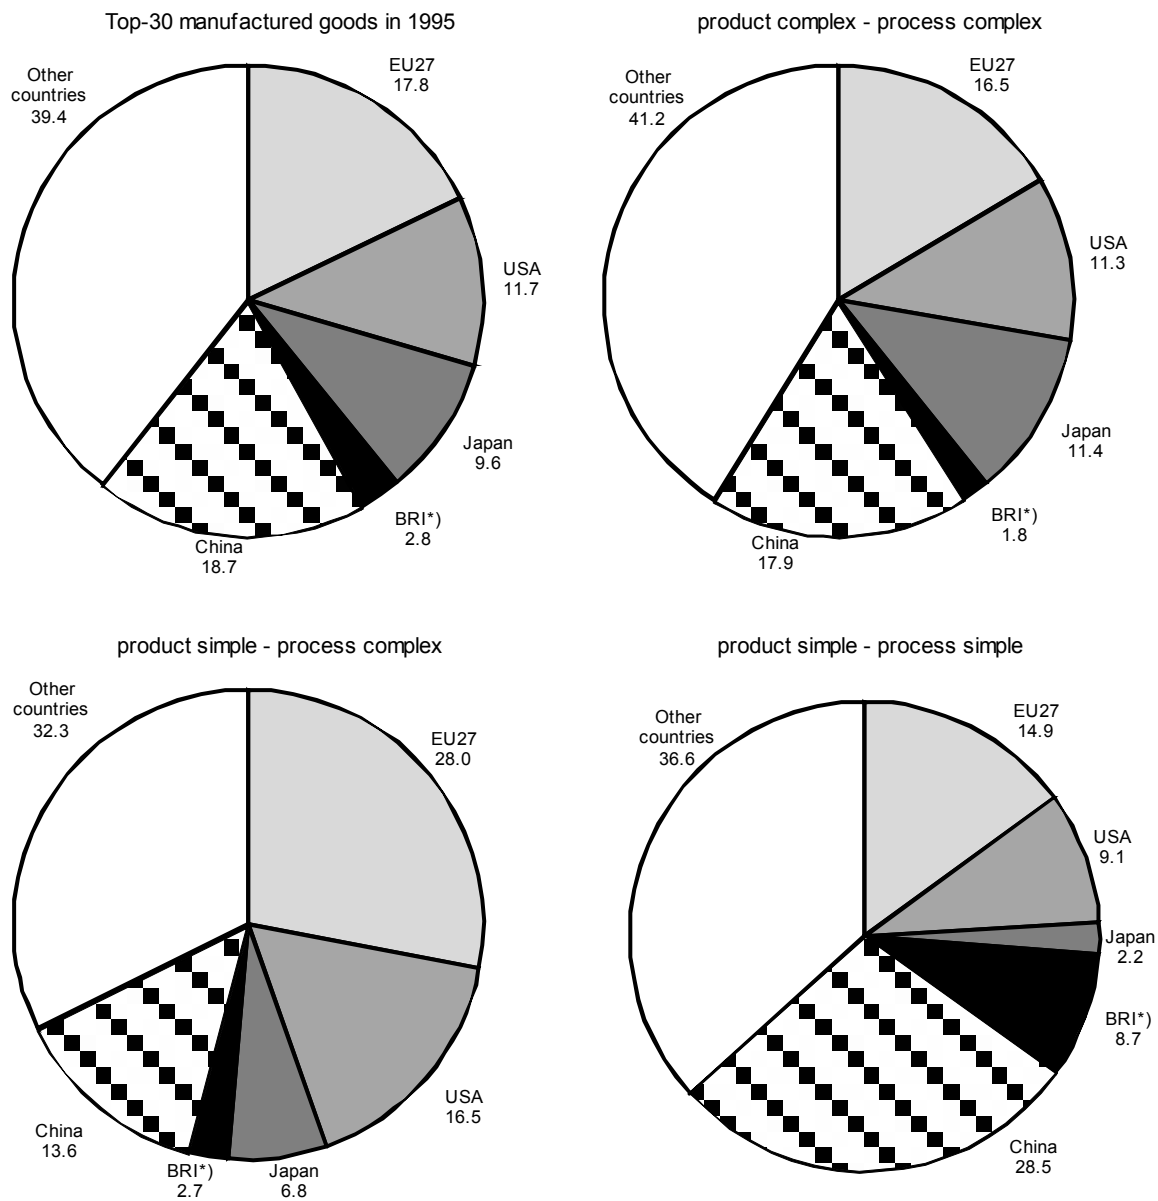 Top-30 manufactured goods in 1995
Other
countries
39.4
EU27
17.8
USA
11.7
Japan
9.6
BRI*)
2.8
China
18.7
product complex - process complex
Other
countries
41.2
EU27
16.5
USA
11.3
Japan
11.4
BRI*)
1.8
China
17.9
product simple - process complex
Other
countries
32.3
EU27
28.0
USA
16.5
Japan
6.8
BRI*)
2.7
China
13.6
product simple - process simple
Other
countries
36.6
EU27
14.9
USA
9.1
Japan
2.2
BRI*)
8.7
China
28.5